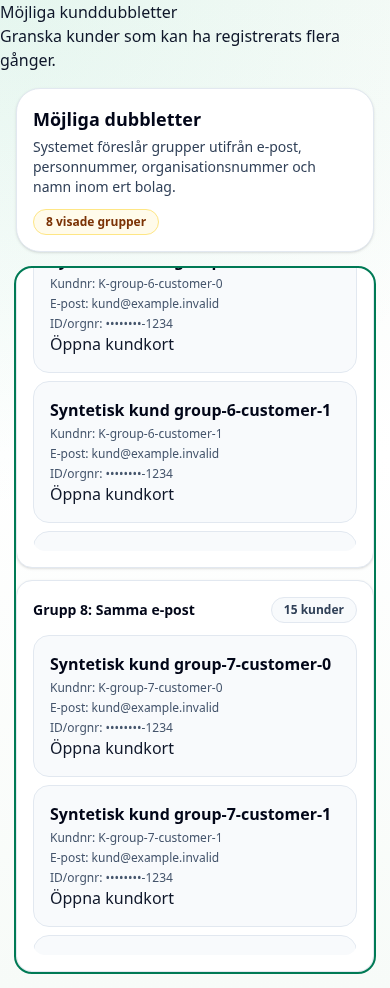 Möjliga kunddubbletter
Granska kunder som kan ha registrerats flera
gånger.
Möjliga dubbletter
Systemet föreslår grupper utifrån e-post,
personnummer, organisationsnummer och
namn inom ert bolag.
8 visade grupper
Kundnr: K-group-6-customer-0
E-post: kund@example.invalid
ID/orgnr: ••••••••-1234
Öppna kundkort
Syntetisk kund group-6-customer-1
Kundnr: K-group-6-customer-1
E-post: kund@example.invalid
ID/orgnr: ••••••••-1234
Öppna kundkort
Grupp 8: Samma e-post
15 kunder
Syntetisk kund group-7-customer-0
Kundnr: K-group-7-customer-0
E-post: kund@example.invalid
ID/orgnr: ••••••••-1234
Öppna kundkort
Syntetisk kund group-7-customer-1
Kundnr: K-group-7-customer-1
E-post: kund@example.invalid
ID/orgnr: ••••••••-1234
Öppna kundkort